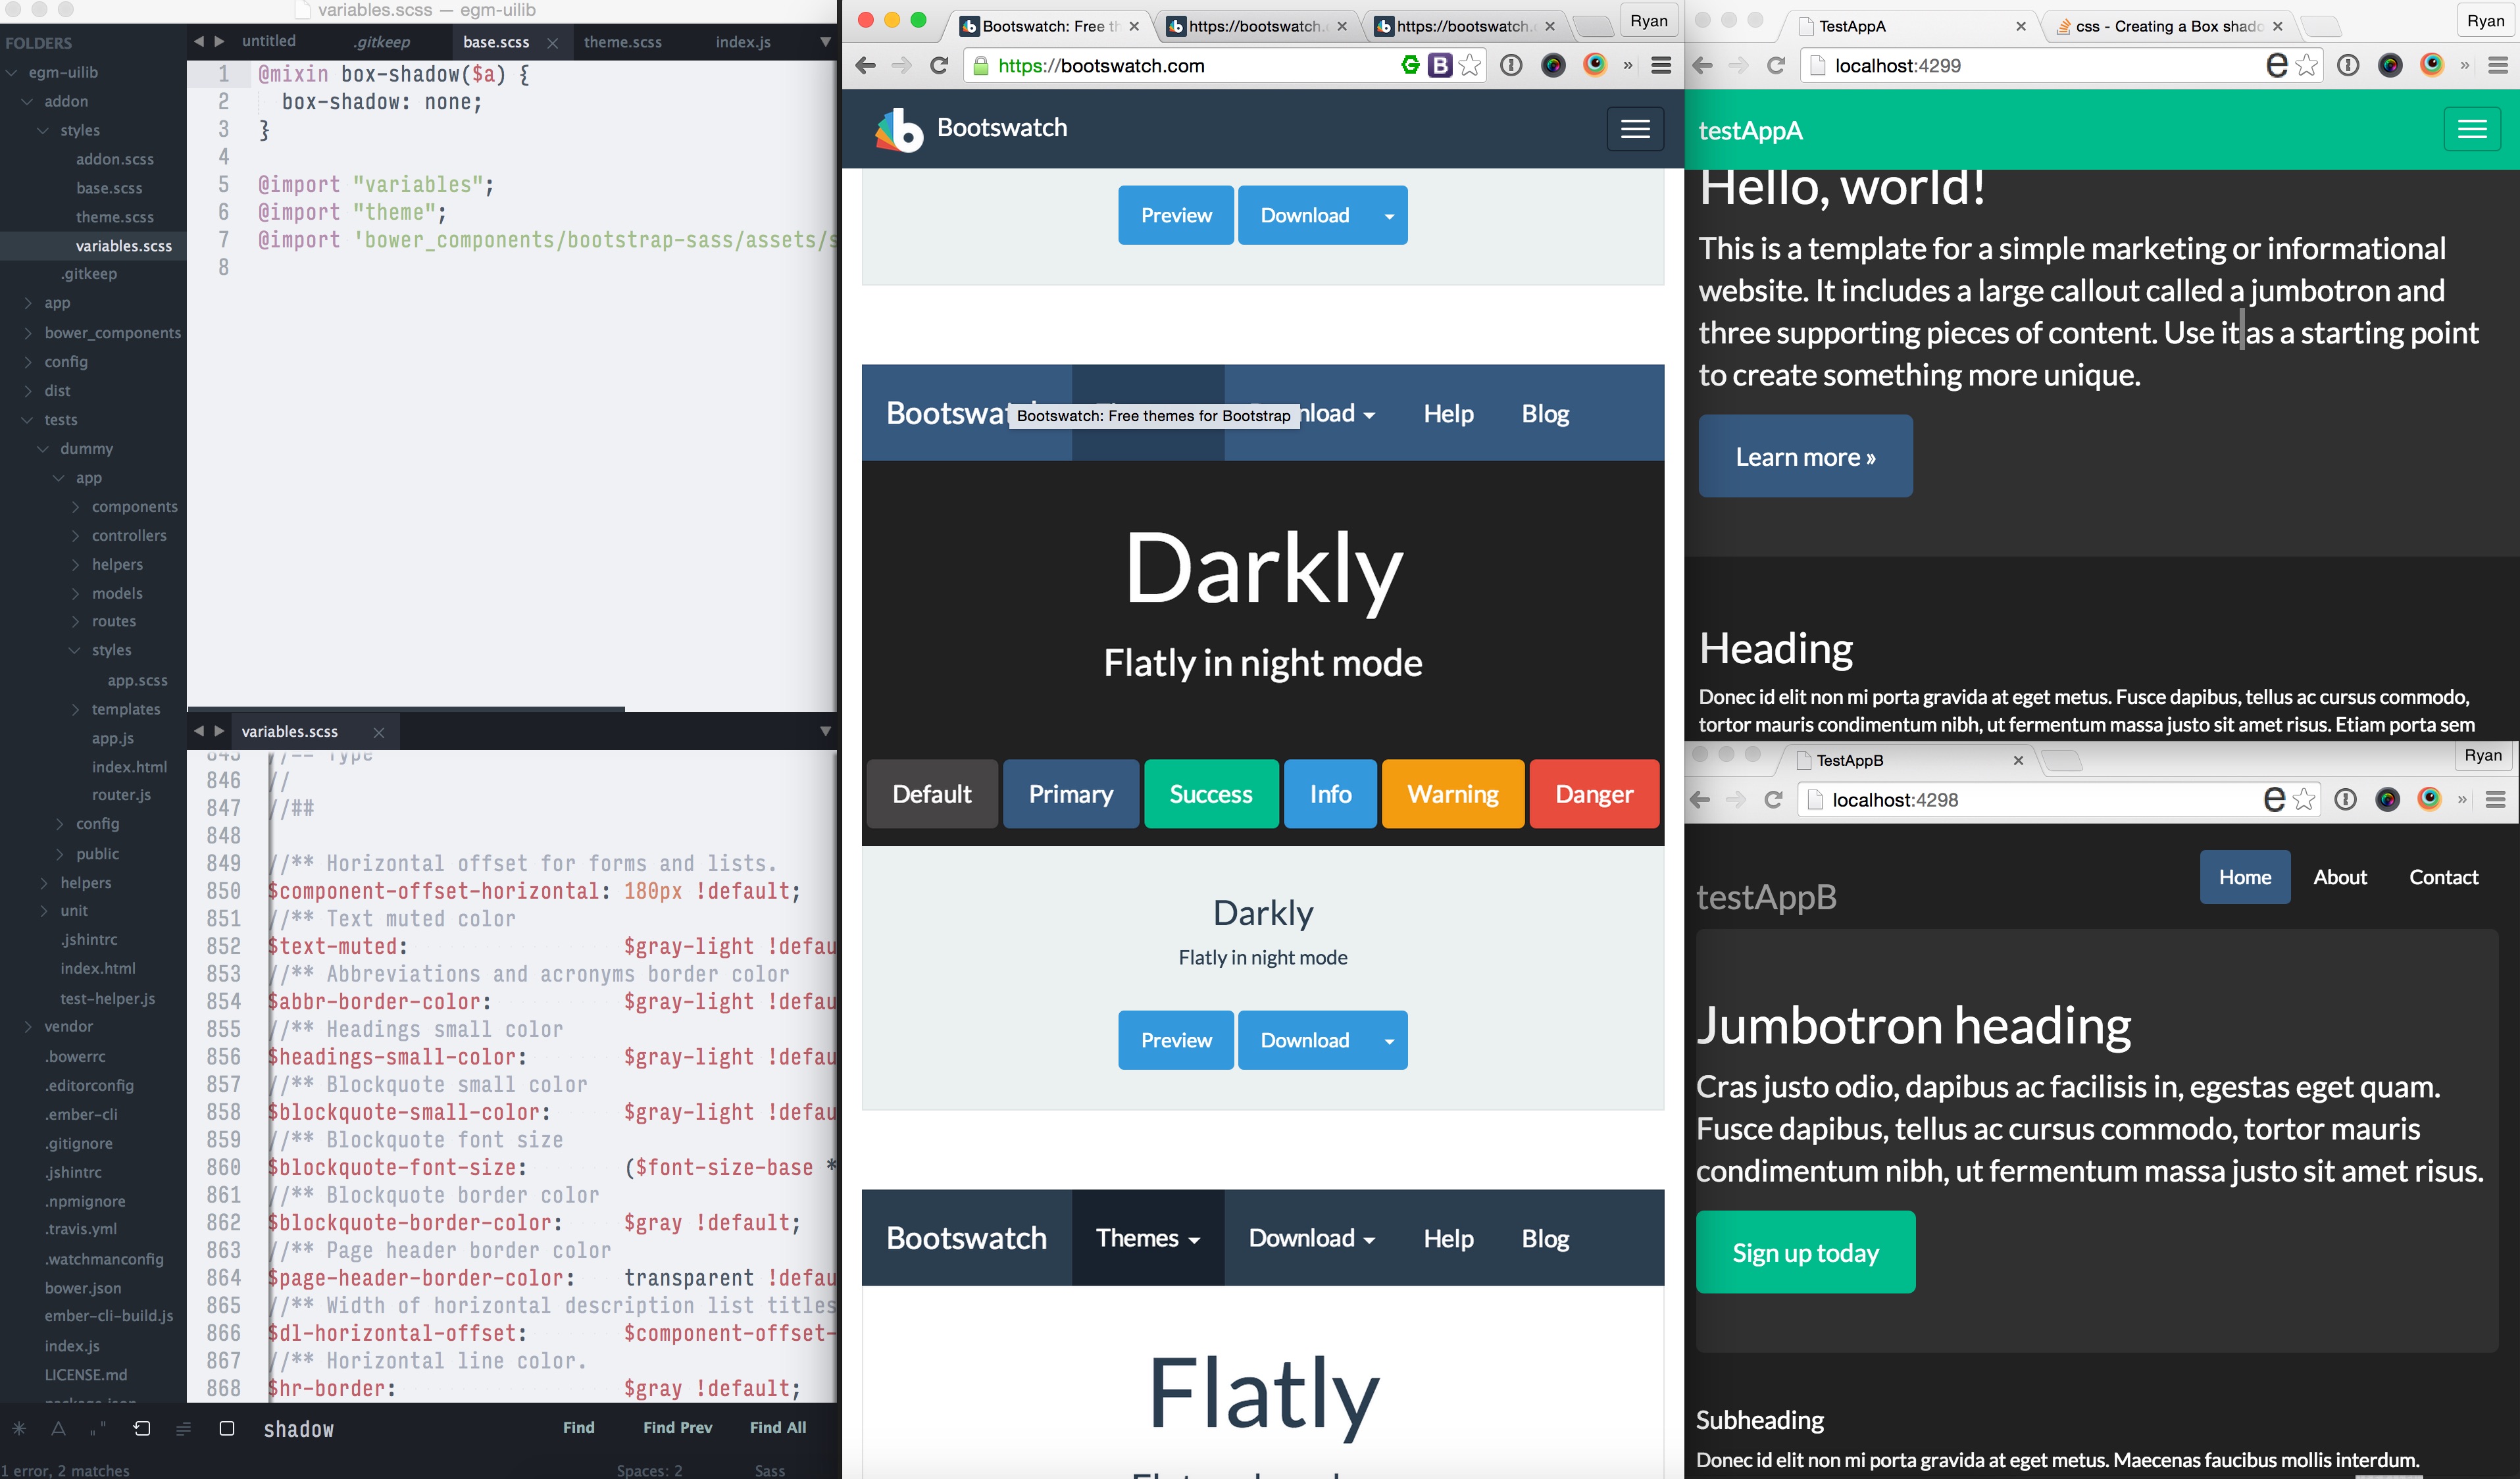 variables.scss — egm-uilib
FOLDERS
egm-uilib
addon
styles
addon.scss
base.scss
theme.scss
variables.scss
.gitkeep
app
bower_components
config
dist
tests
dummy
app
components
controllers
helpers
models
routes
styles
app.scss
templates
app.js
index.html
router.js
config
public
helpers
unit
.jshintrc
index.html
test-helper.js
vendor
.bowerrc
.editorconfig
.ember-cli
.gitignore
.jshintrc
.npmignore
.travis.yml
.watchmanconfig
bower.json
ember-cli-build.js
index.js
LICENSE.md
package.json
untitled .gitkeep base.scss theme.scss index.js
1 @mixin box-shadow($a) {
2 box-shadow: none;
3 }
4
5 @import "variables";
6 @import "theme";
7 @import 'bower_components/bootstrap-sass/assets/s
8
variables.scss
845 //== Type
846 //
847 //##
848
849 //** Horizontal offset for forms and lists.
850 $component-offset-horizontal: 180px !default;
851 //** Text muted color
852 $text-muted: $gray-light !defau
853 //** Abbreviations and acronyms border color
854 $abbr-border-color: $gray-light !defau
855 //** Headings small color
856 $headings-small-color: $gray-light !defau
857 //** Blockquote small color
858 $blockquote-small-color: $gray-light !defau
859 //** Blockquote font size
860 $blockquote-font-size: ($font-size-base *
861 //** Blockquote border color
862 $blockquote-border-color: $gray !default;
863 //** Page header border color
864 $page-header-border-color: transparent !defau
865 //** Width of horizontal description list titles
866 $dl-horizontal-offset: $component-offset-
867 //** Horizontal line color.
868 $hr-border: $gray !default;
shadow Find Find Prev Find All
1 error, 2 matches Spaces: 2 Sass
Bootswatch: Free th https://bootswatch. https://bootswatch. Ryan
https://bootswatch.com
Bootswatch
Preview Download
Bootswat nload Help Blog
Bootswatch: Free themes for Bootstrap
Darkly
Flatly in night mode
Default Primary Success Info Warning Danger
Darkly
Flatly in night mode
Preview Download
Bootswatch Themes Download Help Blog
Flatly
TestAppA css - Creating a Box shado Ryan
localhost:4299
testAppA
Hello, world!
This is a template for a simple marketing or informational
website. It includes a large callout called a jumbotron and
three supporting pieces of content. Use it as a starting point
to create something more unique.
Learn more »
Heading
Donec id elit non mi porta gravida at eget metus. Fusce dapibus, tellus ac cursus commodo,
tortor mauris condimentum nibh, ut fermentum massa justo sit amet risus. Etiam porta sem
TestAppB Ryan
localhost:4298
testAppB
Home About Contact
Jumbotron heading
Cras justo odio, dapibus ac facilisis in, egestas eget quam.
Fusce dapibus, tellus ac cursus commodo, tortor mauris
condimentum nibh, ut fermentum massa justo sit amet risus.
Sign up today
Subheading
Donec id elit non mi porta gravida at eget metus. Maecenas faucibus mollis interdum.